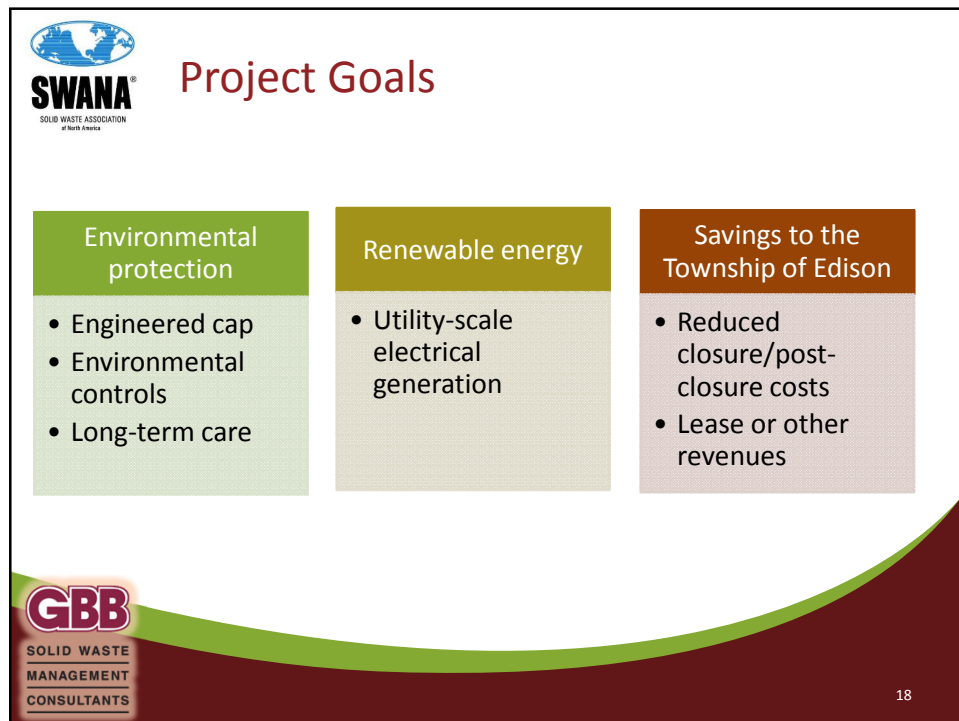 SWANA®
SOLID WASTE ASSOCIATION
of North America
Project Goals
Environmental
protection
• Engineered cap
• Environmental
controls
• Long-term care
Renewable energy
• Utility-scale
electrical
generation
Savings to the
Township of Edison
• Reduced
closure/post-
closure costs
• Lease or other
revenues
GBB
SOLID WASTE
MANAGEMENT
CONSULTANTS
18